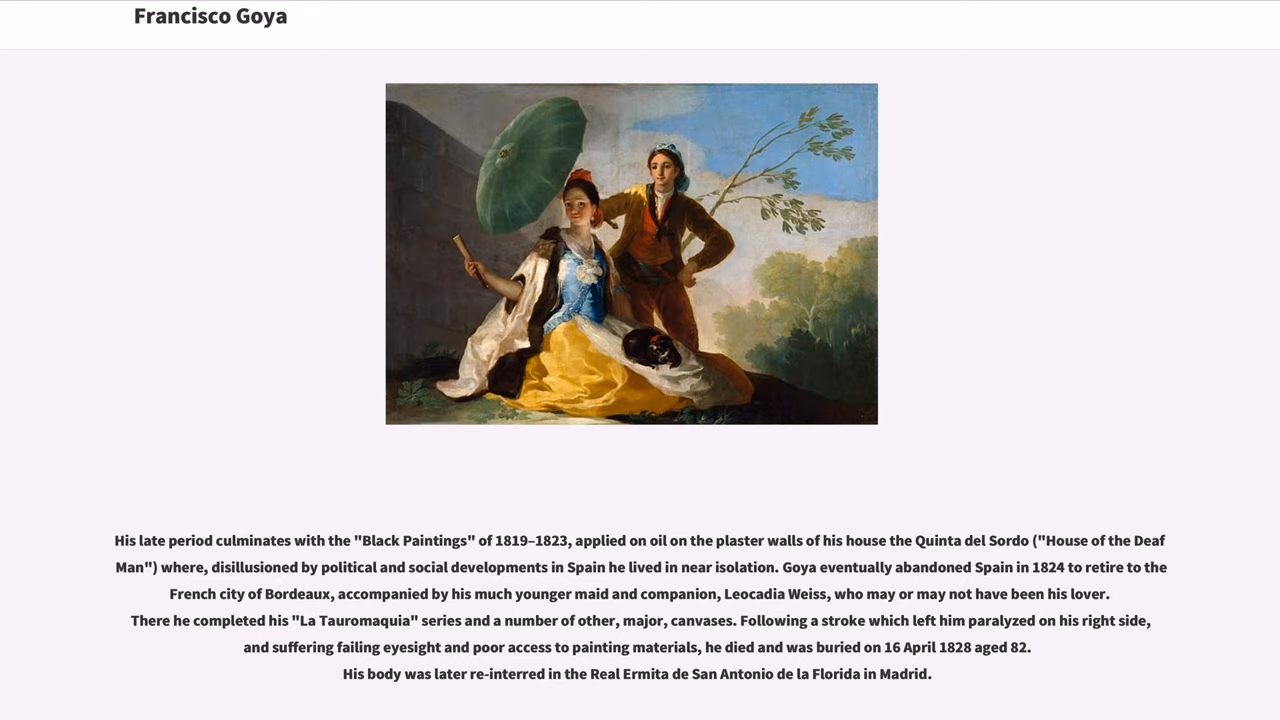 Francisco Goya
His late period culminates with the "Black Paintings" of 1819–1823, applied on oil on the plaster walls of his house the Quinta del Sordo ("House of the Deaf
Man") where, disillusioned by political and social developments in Spain he lived in near isolation. Goya eventually abandoned Spain in 1824 to retire to the
French city of Bordeaux, accompanied by his much younger maid and companion, Leocadia Weiss, who may or may not have been his lover.
There he completed his "La Tauromaquia" series and a number of other, major, canvases. Following a stroke which left him paralyzed on his right side,
and suffering failing eyesight and poor access to painting materials, he died and was buried on 16 April 1828 aged 82.
His body was later re-interred in the Real Ermita de San Antonio de la Florida in Madrid.